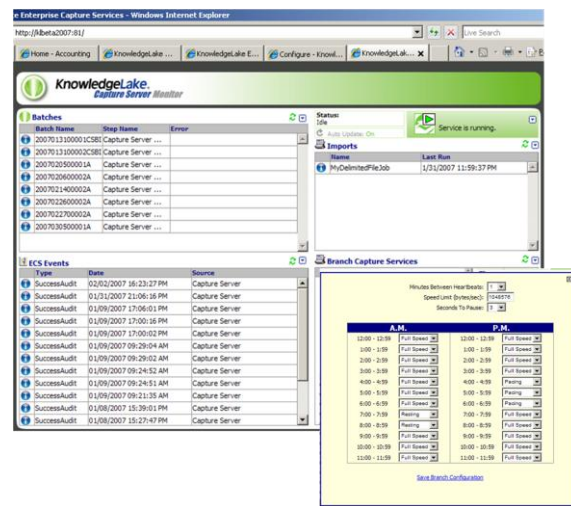 e Enterprise Capture Services - Windows Internet Explorer
http://klbeta2007:81/
Live Search
Home - Accounting
KnowledgeLake ...
KnowledgeLake E...
Configure - Knowl...
KnowledgeLak...
KnowledgeLake.
Capture Server Monitor
Batches
Batch Name Step Name Error
2007013100001CSBI Capture Server ...
2007013100002CSBI Capture Server ...
2007020500001A Capture Server ...
2007020600002A Capture Server ...
2007021400002A Capture Server ...
2007022600002A Capture Server ...
2007022700002A Capture Server ...
2007030500001A Capture Server ...
Status:
Idle
Auto Update: On
Service is running.
Imports
Name Last Run
MyDelimitedFileJob 1/31/2007 11:59:37 PM
ECS Events
Type Date Source
SuccessAudit 02/02/2007 16:23:27 PM Capture Server
SuccessAudit 01/31/2007 21:06:16 PM Capture Server
SuccessAudit 01/09/2007 17:06:01 PM Capture Server
SuccessAudit 01/09/2007 17:00:16 PM Capture Server
SuccessAudit 01/09/2007 17:00:02 PM Capture Server
SuccessAudit 01/09/2007 09:29:04 AM Capture Server
SuccessAudit 01/09/2007 09:29:02 AM Capture Server
SuccessAudit 01/09/2007 09:24:52 AM Capture Server
SuccessAudit 01/09/2007 09:24:51 AM Capture Server
SuccessAudit 01/09/2007 09:21:35 AM Capture Server
SuccessAudit 01/08/2007 15:39:01 PM Capture Server
SuccessAudit 01/08/2007 15:27:47 PM Capture Server
Branch Capture Services
Minutes Between Heartbeats: 1
Speed Limit (bytes/sec): 1048576
Seconds To Pause: 5
A.M. P.M.
12:00 - 12:59 Full Speed 12:00 - 12:59 Full Speed
1:00 - 1:59 Full Speed 1:00 - 1:59 Full Speed
2:00 - 2:59 Full Speed 2:00 - 2:59 Full Speed
3:00 - 3:59 Full Speed 3:00 - 3:59 Full Speed
4:00 - 4:59 Full Speed 4:00 - 4:59 Pacing
5:00 - 5:59 Full Speed 5:00 - 5:59 Pacing
6:00 - 6:59 Full Speed 6:00 - 6:59 Pacing
7:00 - 7:59 Resting 7:00 - 7:59 Full Speed
8:00 - 8:59 Resting 8:00 - 8:59 Full Speed
9:00 - 9:59 Full Speed 9:00 - 9:59 Full Speed
10:00 - 10:59 Full Speed 10:00 - 10:59 Full Speed
11:00 - 11:59 Full Speed 11:00 - 11:59 Full Speed
Save Branch Configuration